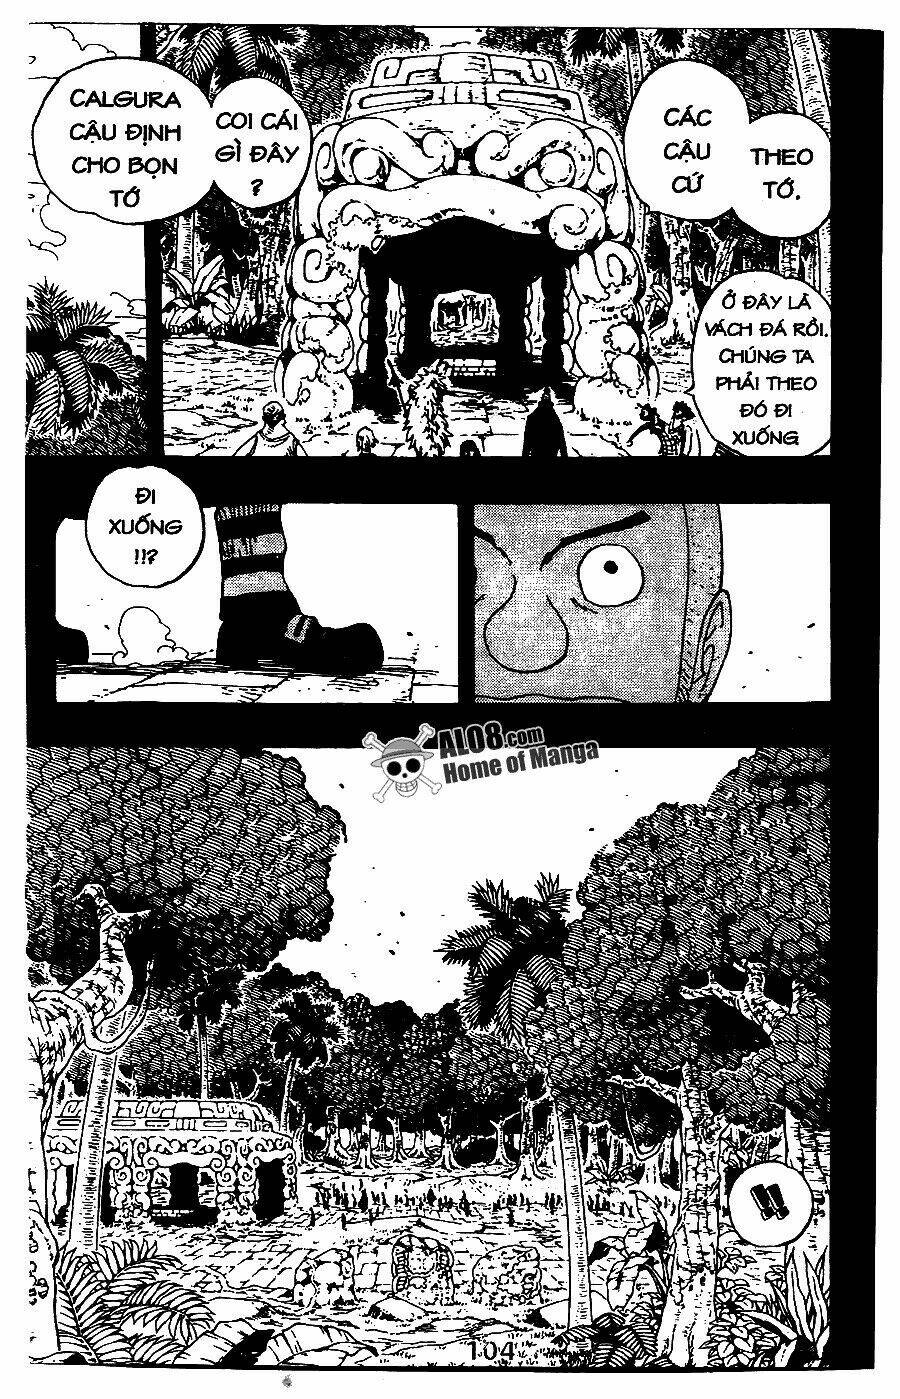 CÁC
CẬU
CỨ
THEO
TỚ.
Ở ĐÂY LÀ
VÁCH ĐÁ RỒI.
CHÚNG TA
PHẢI THEO
ĐÓ ĐI
XUỐNG
CALGURA
CẬU ĐỊNH
CHO BỌN
TỚ
COI CÁI
GÌ ĐÂY
?
ĐI
XUỐNG
!!?
AL08.com
Home of Manga
!!
104